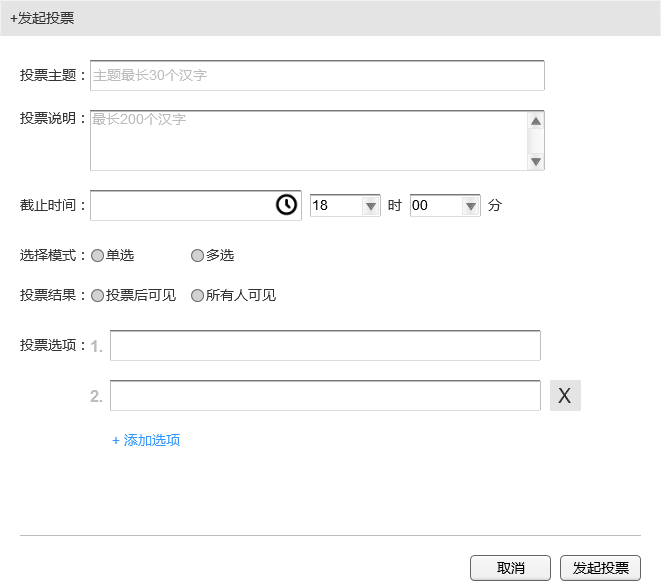 +发起投票
投票主题： 主题最长30个汉字
投票说明： 最长200个汉字
截止时间： 18 时 00 分
选择模式： 单选 多选
投票结果： 投票后可见 所有人可见
投票选项： 1.
2. X
+ 添加选项
取消 发起投票